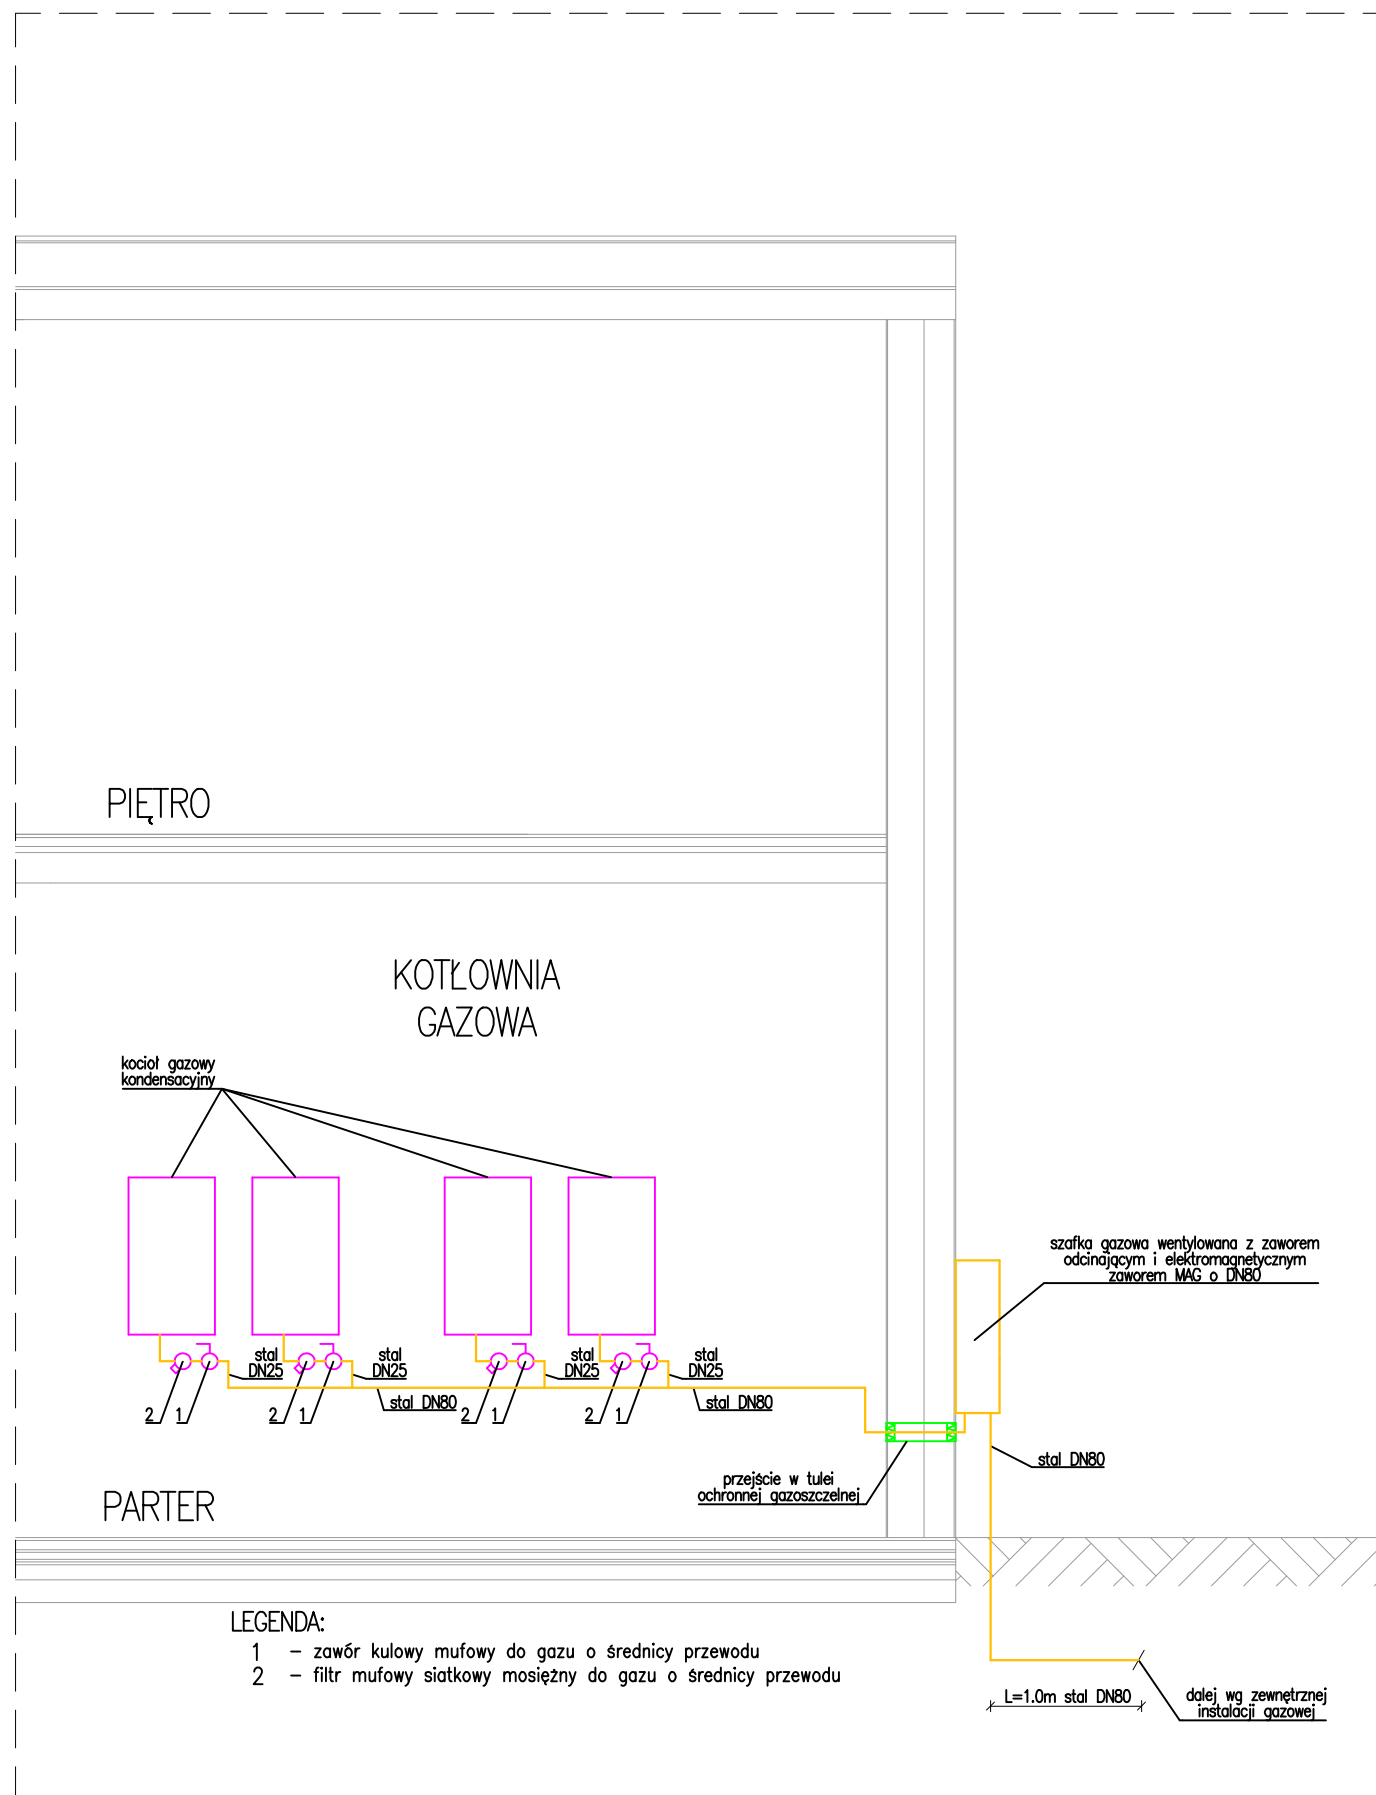 PIĘTRO
KOTŁOWNIA
GAZOWA
kocioł gazowy
kondensacyjny
szafka gazowa wentylowana z zaworem
odcinającym i elektromagnetycznym
zaworem MAG o DN80
stal
DN25
stal
DN25
stal
DN25
stal
DN25
2 1
2 1
stal DN80
2 1
2 1
stal DN80
stal DN80
przejście w tulei
ochronnej gazoszczelnej
PARTER
LEGENDA:
1 – zawór kulowy mufowy do gazu o średnicy przewodu
2 – filtr mufowy siatkowy mosiężny do gazu o średnicy przewodu
L=1.0m stal DN80
dalej wg zewnętrznej
instalacji gazowej